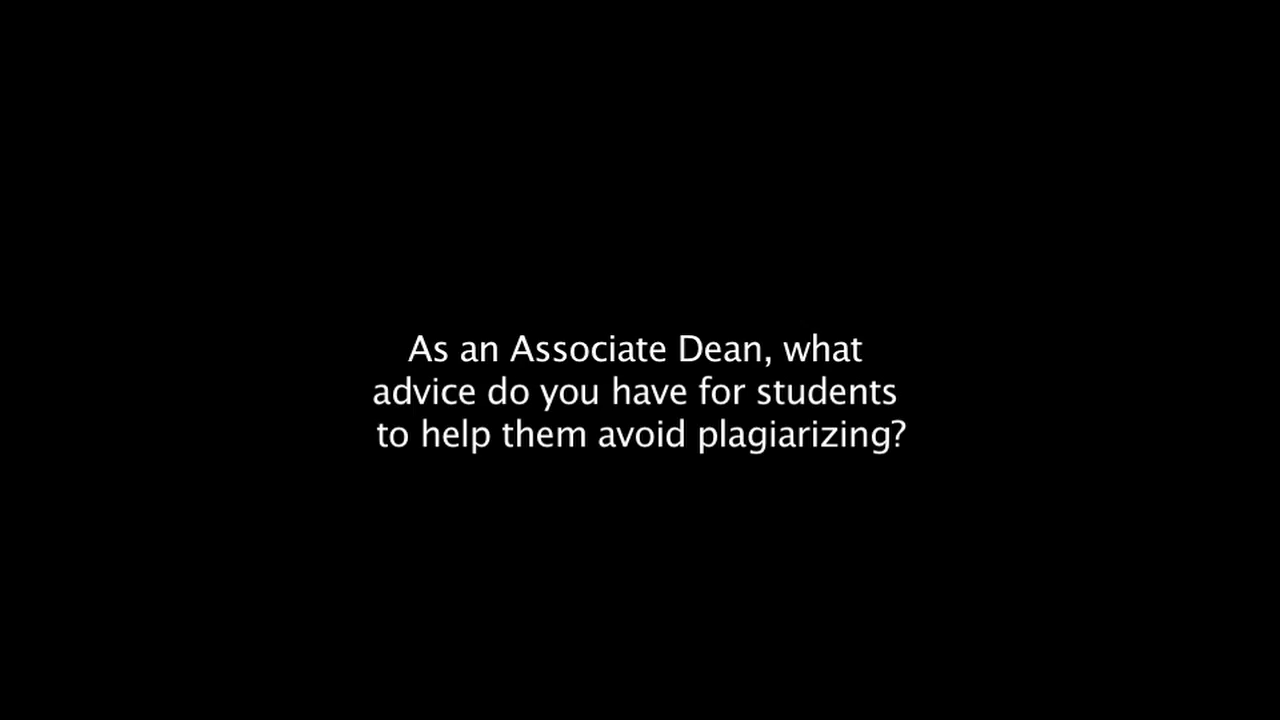 As an Associate Dean, what
advice do you have for students
to help them avoid plagiarizing?